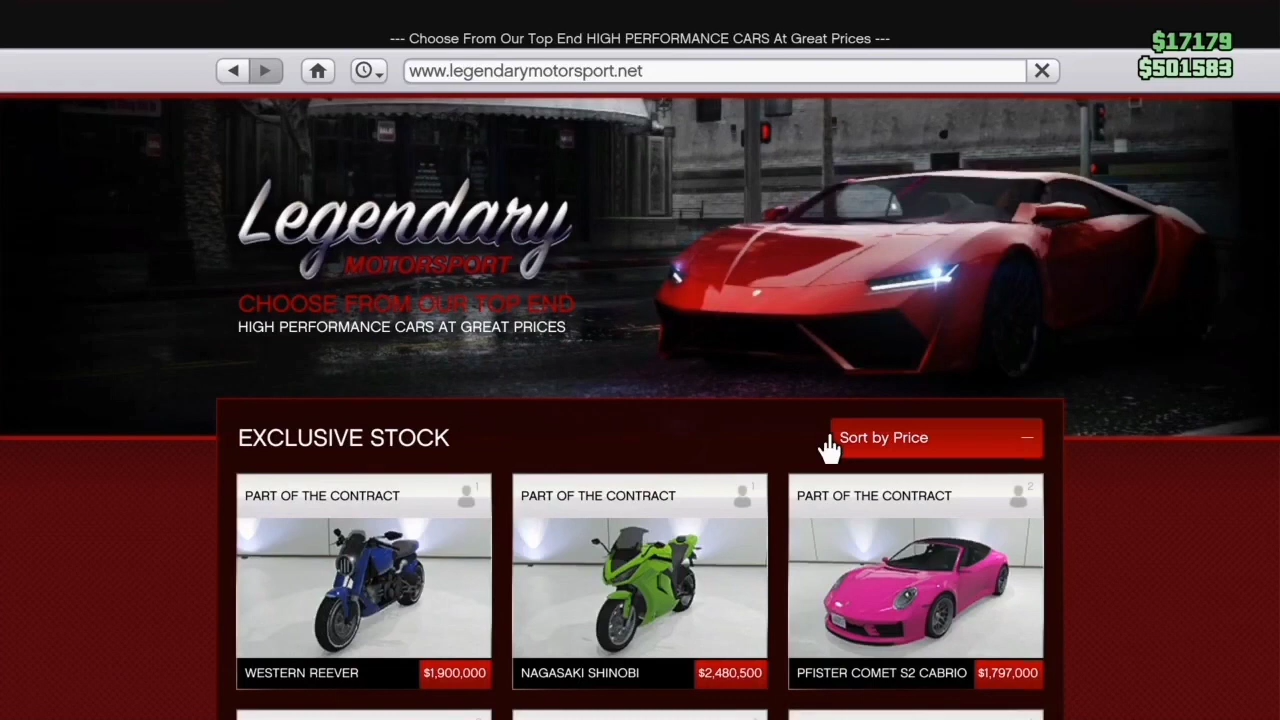 --- Choose From Our Top End HIGH PERFORMANCE CARS At Great Prices ---
$17179
www.legendarymotorsport.net
$501583
Legendary
MOTORSPORT
CHOOSE FROM OUR TOP END
HIGH PERFORMANCE CARS AT GREAT PRICES
EXCLUSIVE STOCK
Sort by Price
PART OF THE CONTRACT 1
PART OF THE CONTRACT 1
PART OF THE CONTRACT 2
WESTERN REEVER $1,900,000
NAGASAKI SHINOBI $2,480,500
PFISTER COMET S2 CABRIO $1,797,000